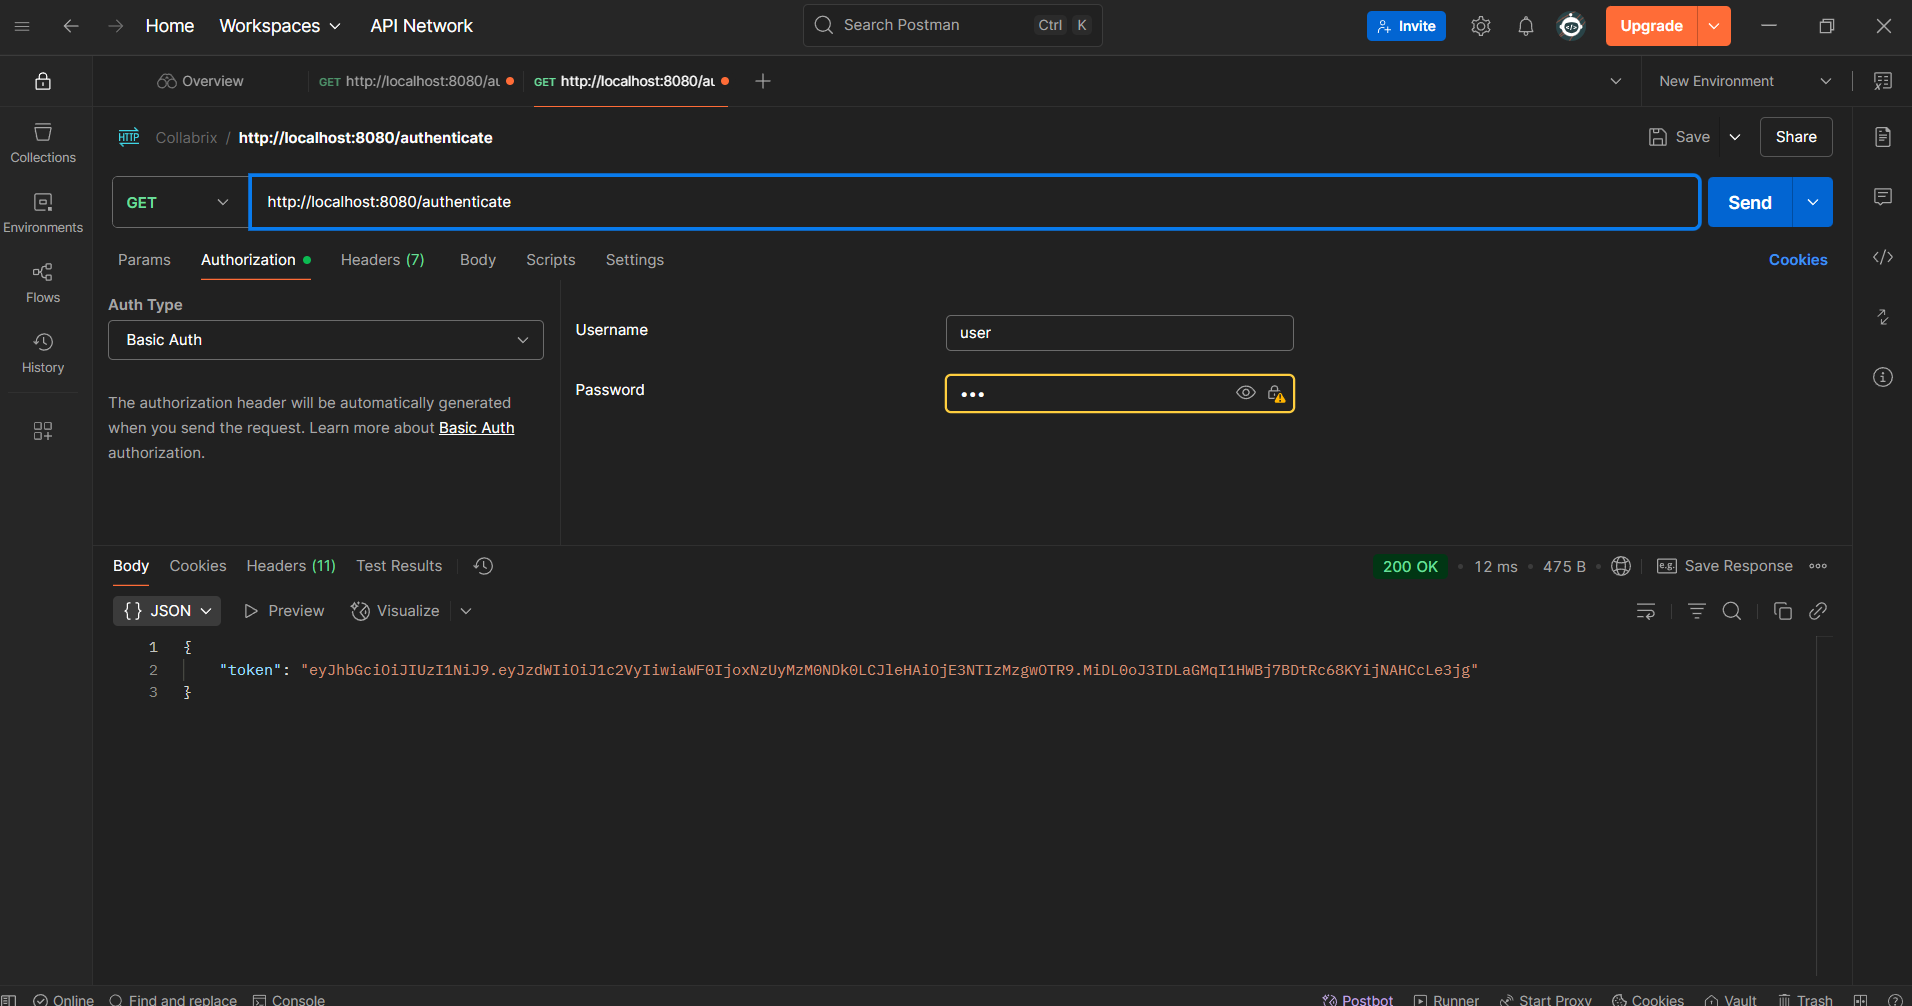 Home Workspaces API Network Search Postman Ctrl K Invite Upgrade
Overview GET http://localhost:8080/au GET http://localhost:8080/au New Environment
HTTP Collabrix / http://localhost:8080/authenticate Save Share
Collections
GET http://localhost:8080/authenticate Send
Environments
Params Authorization Headers (7) Body Scripts Settings Cookies
Flows
Auth Type
Basic Auth
Username user
History
Password •••
The authorization header will be automatically generated
when you send the request. Learn more about Basic Auth
authorization.
Body Cookies Headers (11) Test Results 200 OK • 12 ms • 475 B • e.g. Save Response
{ } JSON Preview Visualize
1 {
2 "token": "eyJhbGciOiJIUzI1NiJ9.eyJzdWIiOiJ1c2VyIiwiaWF0IjoxNzUyMzM0NDk0LCJleHAiOjE3NTIzMzgwOTR9.MiDL0oJ3IDLaGMqI1HWBj7BDtRc68KYijNAHCcLe3jg"
3 }
Online Find and replace Console Postbot Runner Start Proxy Cookies Vault Trash